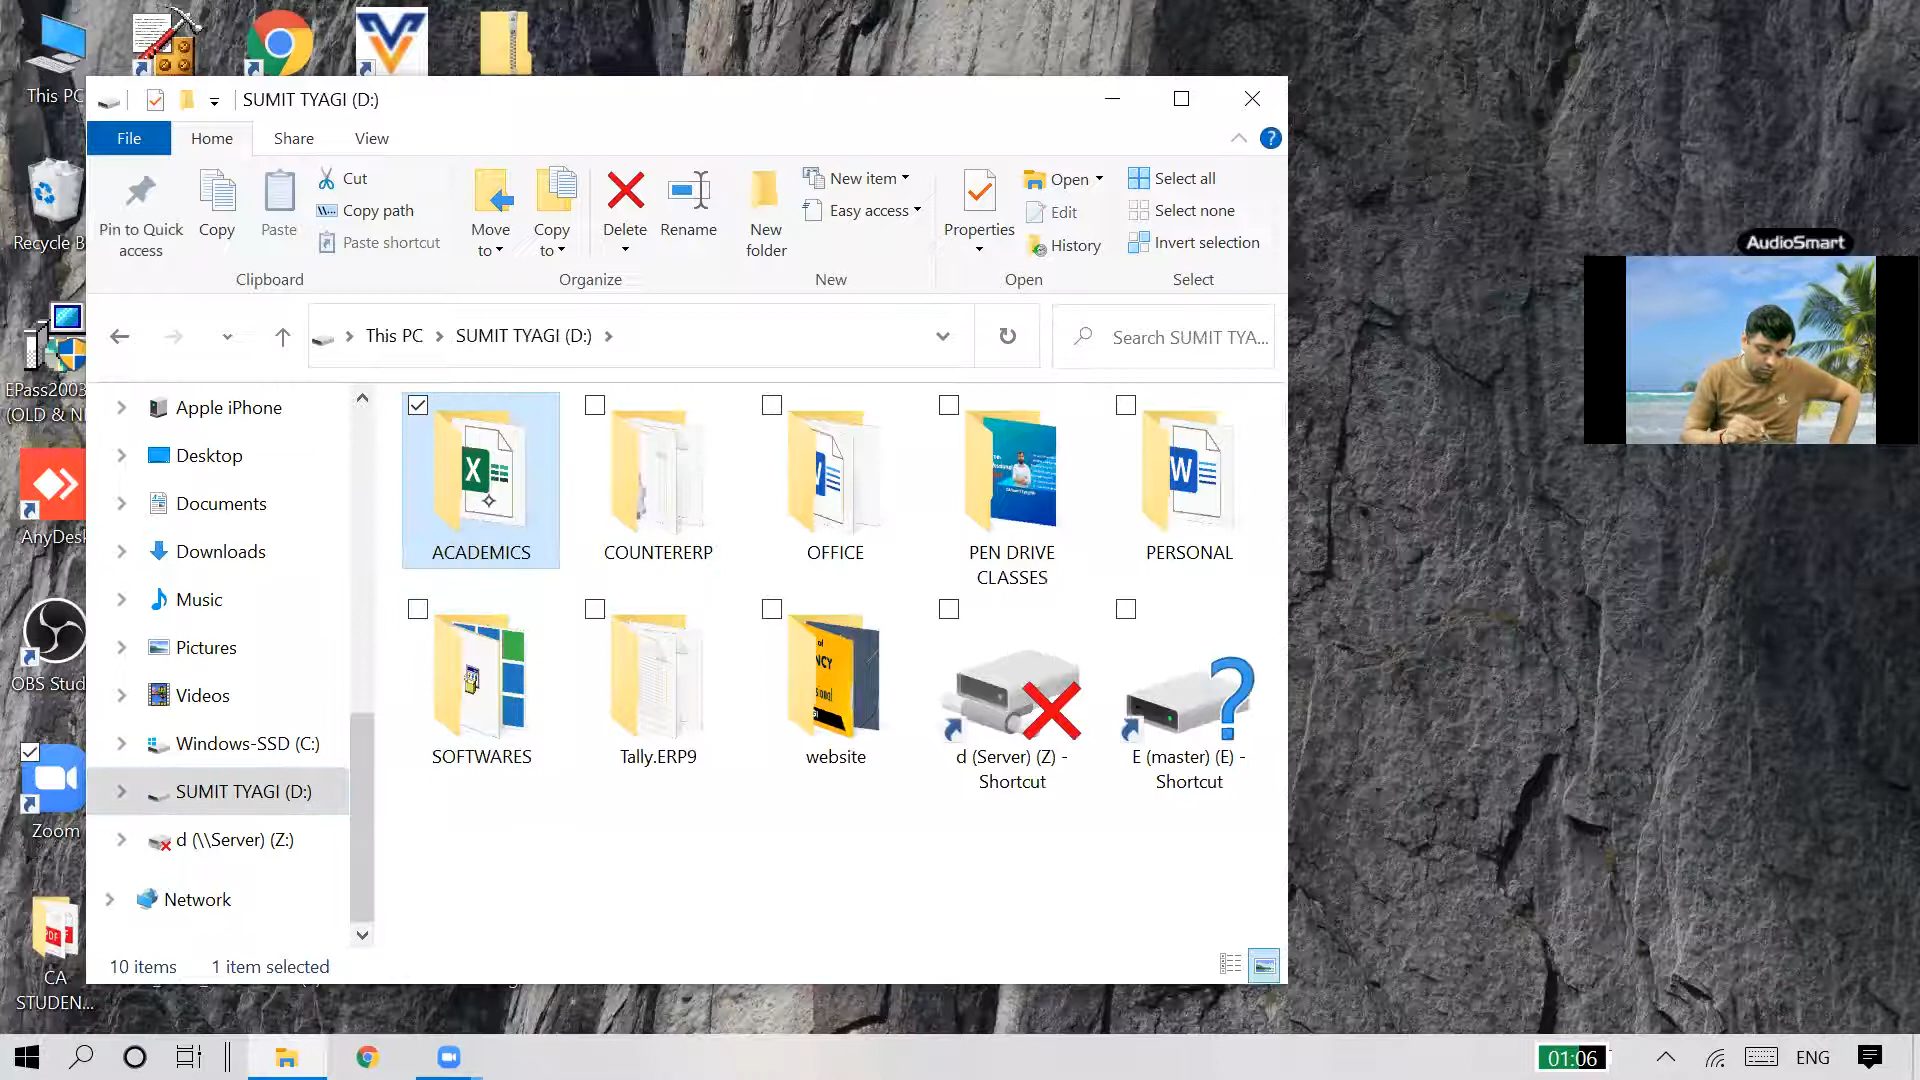 This PC
Recycle B
EPass2003
(OLD & NE
AnyDesk
OBS Stud
Zoom
CA
STUDEN...
SUMIT TYAGI (D:)
File
Home
Share
View
Pin to Quick
access
Copy
Paste
Cut
Copy path
Paste shortcut
Clipboard
Move
to
Copy
to
Delete
Rename
Organize
New
folder
New item
Easy access
New
Properties
Open
Edit
History
Open
Select all
Select none
Invert selection
Select
This PC
SUMIT TYAGI (D:)
Search SUMIT TYA...
Apple iPhone
Desktop
Documents
Downloads
Music
Pictures
Videos
Windows-SSD (C:)
SUMIT TYAGI (D:)
d (\\Server) (Z:)
Network
ACADEMICS
COUNTERERP
OFFICE
PEN DRIVE
CLASSES
PERSONAL
SOFTWARES
Tally.ERP9
website
d (Server) (Z) -
Shortcut
E (master) (E) -
Shortcut
10 items
1 item selected
AudioSmart
01:06
ENG